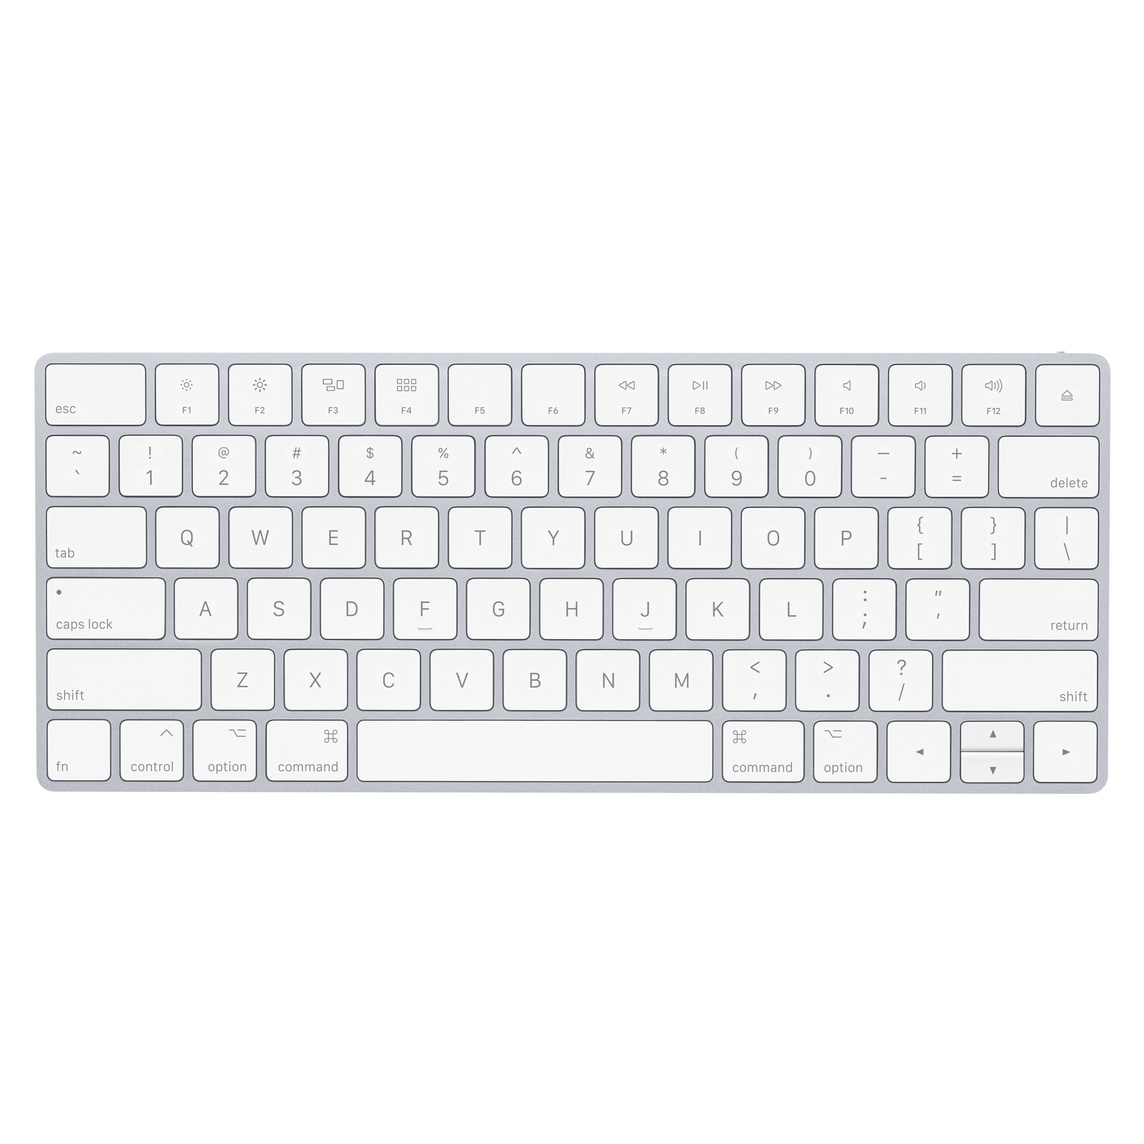 esc F1 F2 F3 F4 F5 F6 F7 F8 F9 F10 F11 F12
~ ! @ # $ % ^ & * ( ) — +
` 1 2 3 4 5 6 7 8 9 0 - = delete
tab Q W E R T Y U I O P { [ } ] | \
caps lock A S D F G H J K L : ; " ' return
shift Z X C V B N M < , > . ? / shift
fn control option ⌘ command ⌘ command option